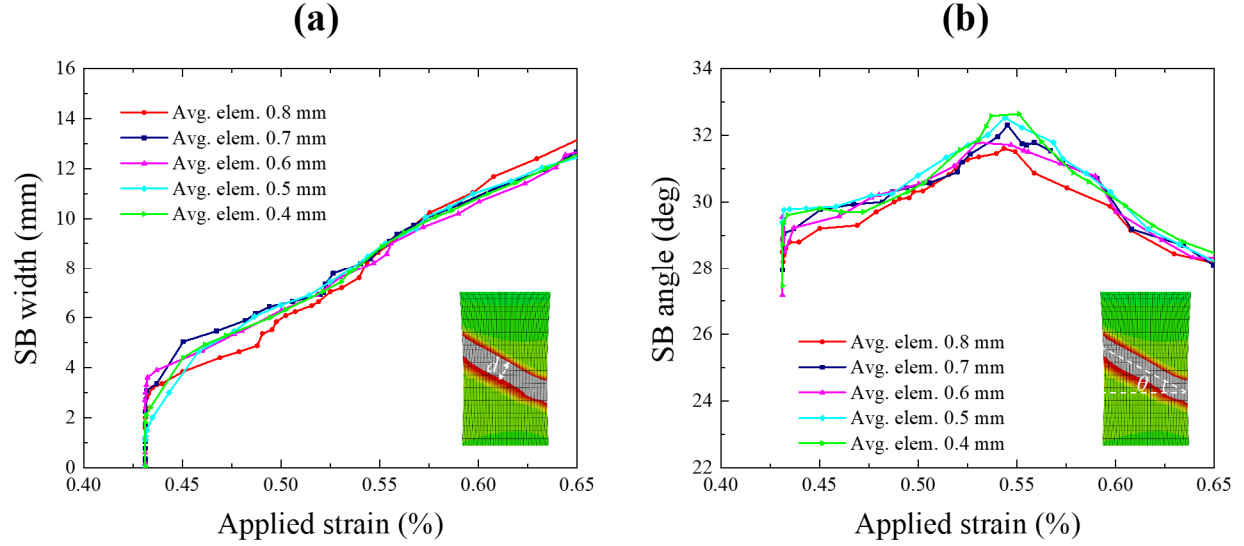 (a)
16
14
12
10
8
6
4
2
0
SB width (mm)
Avg. elem. 0.8 mm
Avg. elem. 0.7 mm
Avg. elem. 0.6 mm
Avg. elem. 0.5 mm
Avg. elem. 0.4 mm
d
0.40
0.45
0.50
0.55
0.60
0.65
Applied strain (%)
(b)
34
32
30
28
26
24
22
SB angle (deg)
Avg. elem. 0.8 mm
Avg. elem. 0.7 mm
Avg. elem. 0.6 mm
Avg. elem. 0.5 mm
Avg. elem. 0.4 mm
θ
0.40
0.45
0.50
0.55
0.60
0.65
Applied strain (%)